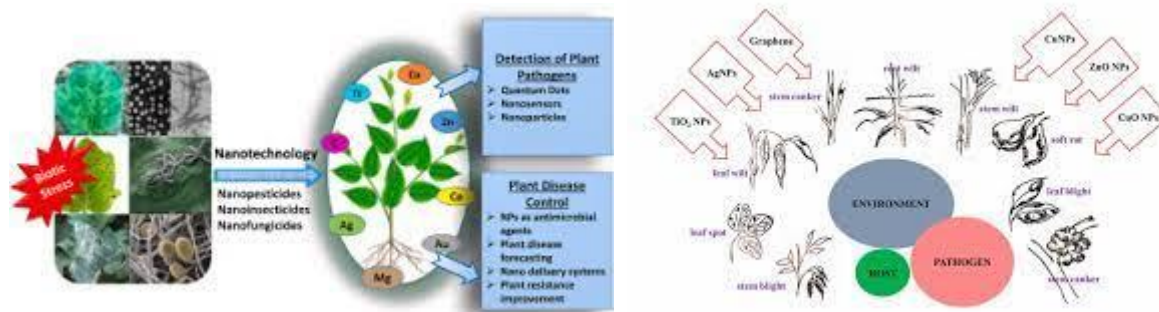 Biotic
Stress
Nanotechnology
Nanopesticides
Nanoinsecticides
Nanofungicides
Ti
Cu
Zn
C
Ag
Mg
Au
Detection of Plant
Pathogens
➢ Quantum Dots
➢ Nanosensors
➢ Nanoparticles
Plant Disease
Control
➢ NPs as antimicrobial
agents
➢ Plant disease
forecasting
➢ Nano delivery systems
➢ Plant resistance
improvement
Graphene
AgNPs
TiO₂ NPs
CuNPs
ZnO NPs
CuO NPs
stem canker
root wilt
stem wilt
soft rot
leaf wilt
leaf blight
leaf spot
stem blight
stem canker
ENVIRONMENT
HOST
PATHOGEN